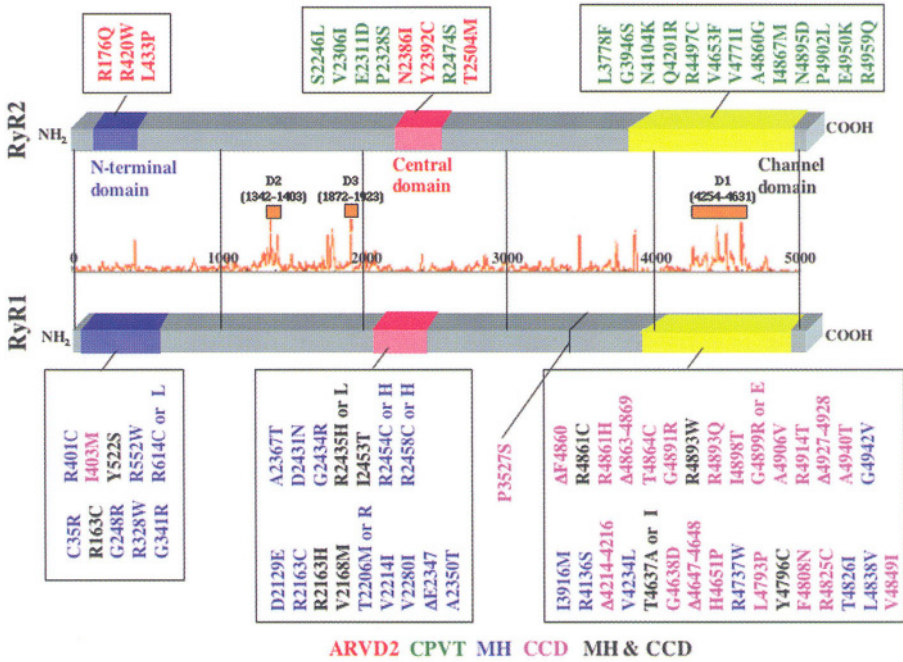 R176Q
R420W
L433P
S2246L
V2306I
E2311D
P2328S
N2386I
Y2392C
R2474S
T2504M
L3778F
G3946S
N4104K
Q4201R
R4497C
V4653F
V4771I
A4860G
I4867M
N4895D
P4902L
E4950K
R4959Q
RyR2
NH2
COOH
N-terminal domain
Central domain
Channel domain
D2
(1342-1403)
D3
(1872-1923)
D1
(4254-4631)
0 1000 2000 3000 4000 5000
RyR1
NH2
COOH
R401C
I403M
Y522S
R552W
R614C or L
C35R
R163C
G248R
R328W
G341R
A2367T
D2431N
G2434R
R2435H or L
I2453T
R2454C or H
R2458C or H
D2129E
R2163C
R2163H
V2168M
T2206M or R
V2214I
V2280I
ΔE2347
A2350T
P3527S
ΔF4860
R4861C
R4861H
Δ4863-4869
T4864C
G4891R
R4893W
R4893Q
I4898T
G4899R or E
A4906V
R4914T
Δ4927-4928
A4940T
G4942V
I3916M
R4136S
Δ4214-4216
V4234L
T4637A or I
G4638D
Δ4647-4648
H4651P
R4737W
L4793P
Y4796C
F4808N
R4825C
T4826I
L4838V
V4849I
ARVD2 CPVT MH CCD MH & CCD